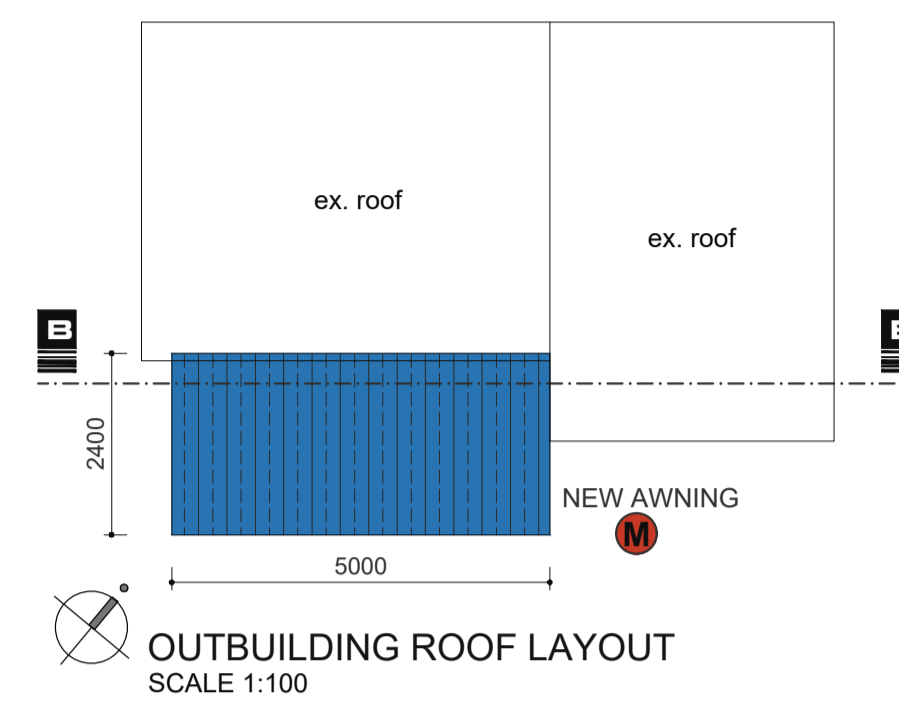 ex. roof
ex. roof
B
2400
NEW AWNING
M
5000
OUTBUILDING ROOF LAYOUT
SCALE 1:100